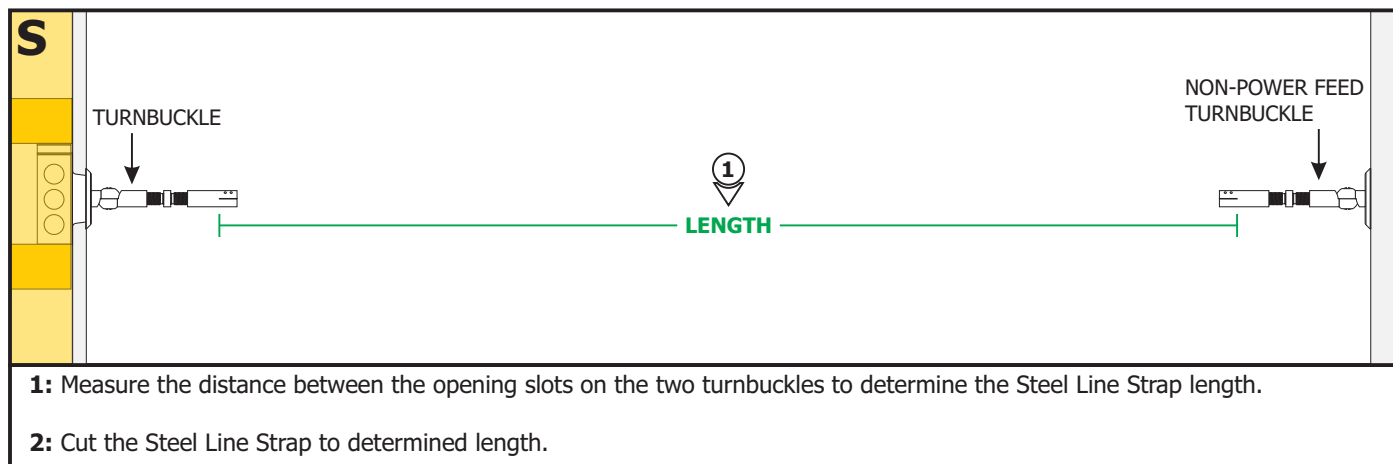 S
TURNBUCKLE
NON-POWER FEED
TURNBUCKLE
1
LENGTH
1: Measure the distance between the opening slots on the two turnbuckles to determine the Steel Line Strap length.
2: Cut the Steel Line Strap to determined length.